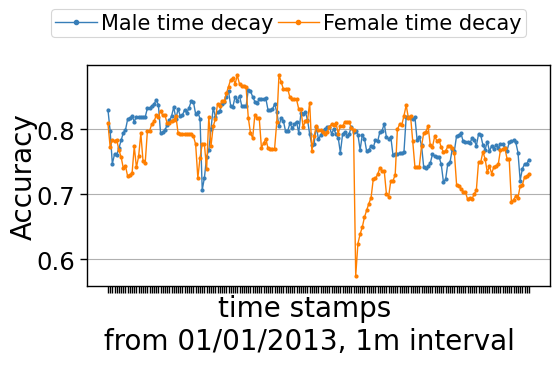 Male time decay Female time decay
Accuracy
0.8
0.7
0.6
time stamps
from 01/01/2013, 1m interval